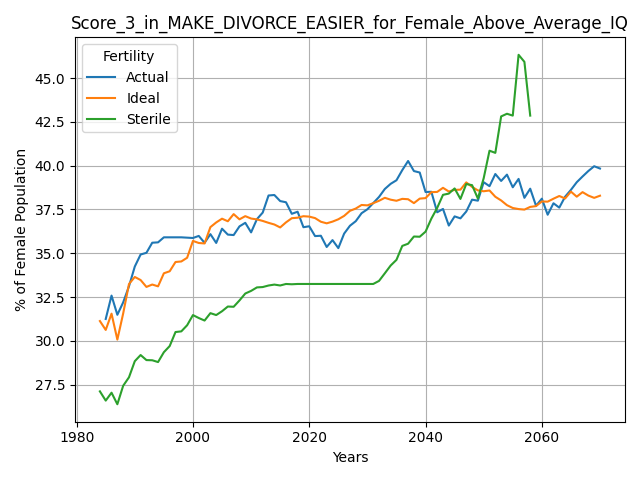 Score_3_in_MAKE_DIVORCE_EASIER_for_Female_Above_Average_IQ
Fertility
Actual
Ideal
Sterile
% of Female Population
45.0
42.5
40.0
37.5
35.0
32.5
30.0
27.5
1980
2000
2020
2040
2060
Years